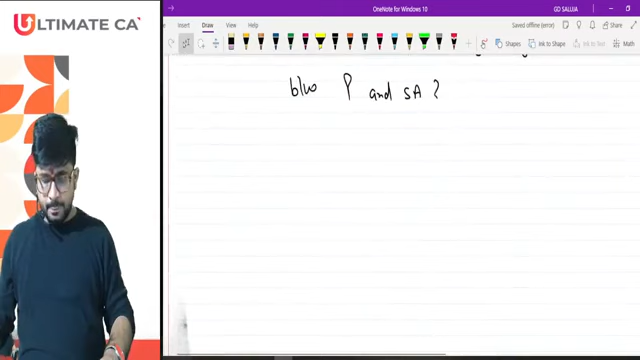 ULTIMATE CA
OneNote for Windows 10
GD SALUJA
Insert Draw View Help
Saved offline (error)
Share
Shapes Ink to Shape Ink to Text Math
b/w P and SA ?